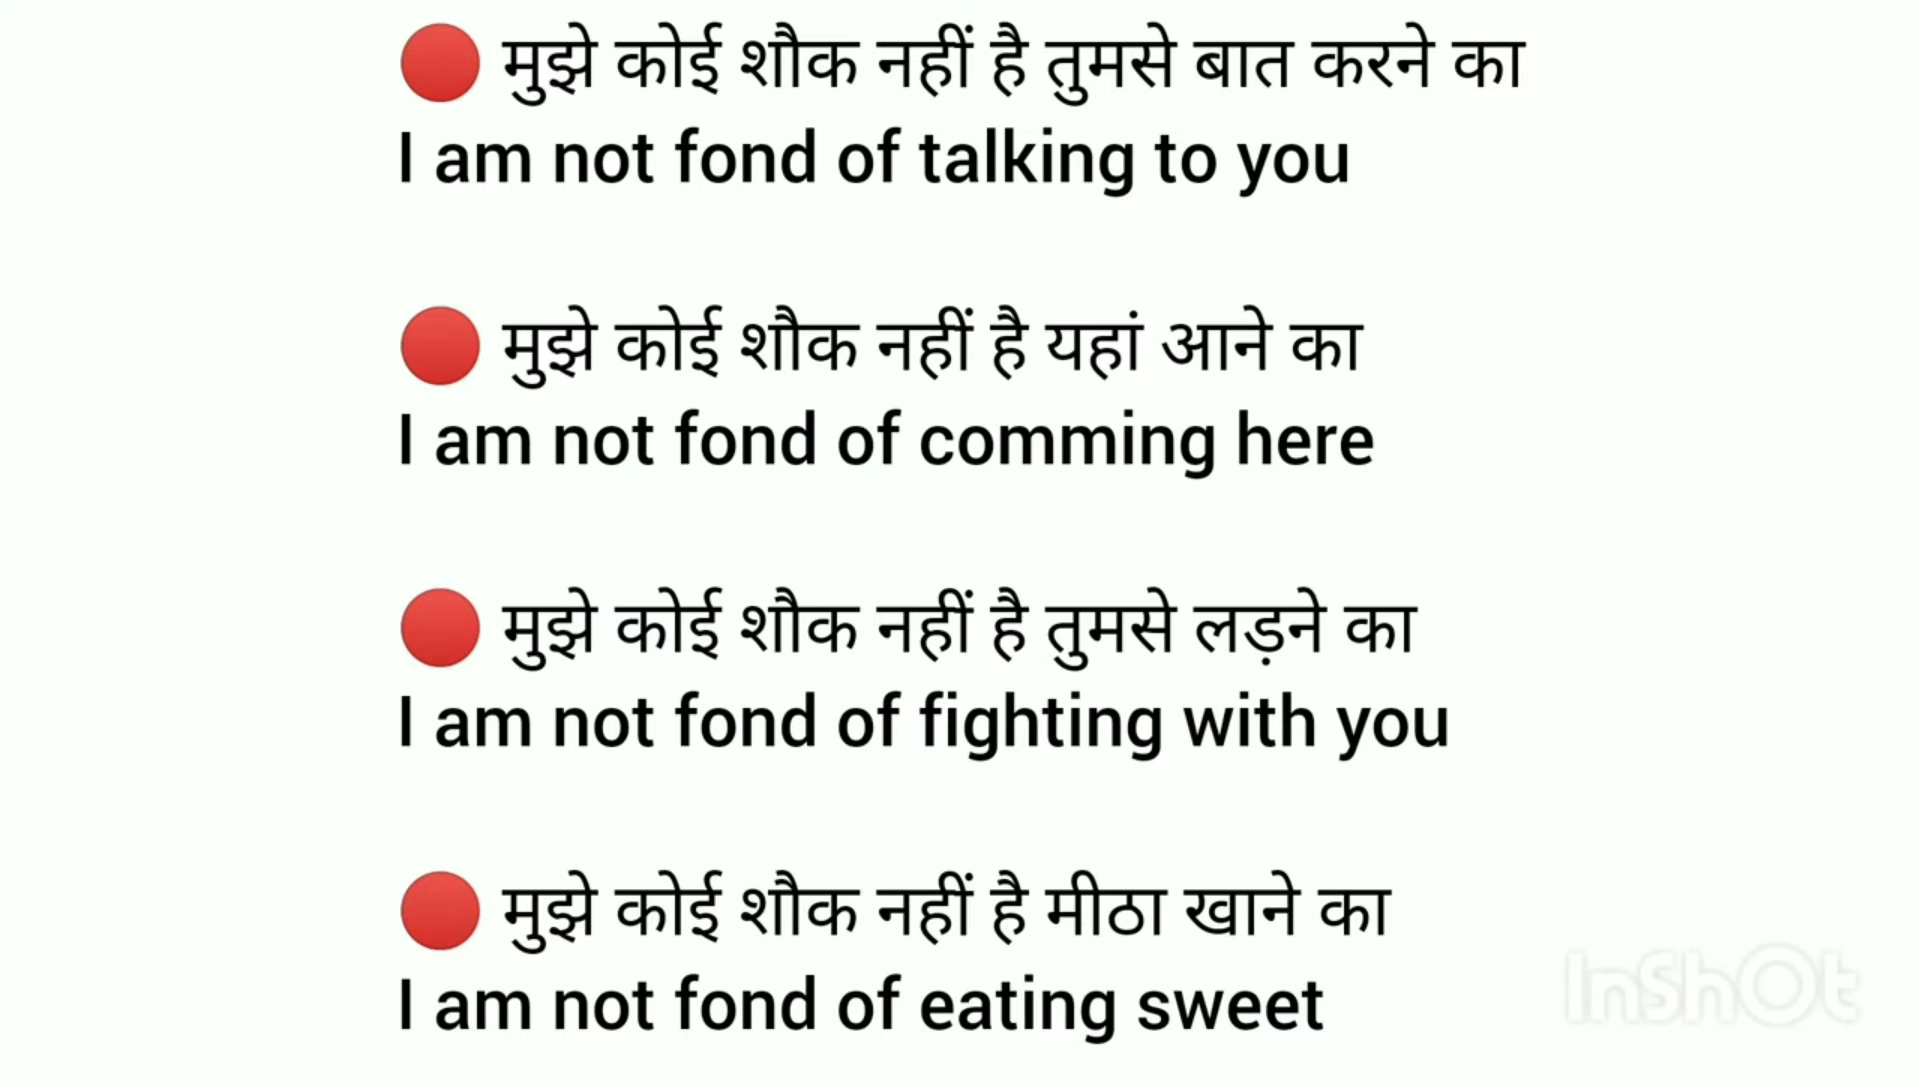 🔴 मुझे कोई शौक नहीं है तुमसे बात करने का
I am not fond of talking to you
🔴 मुझे कोई शौक नहीं है यहां आने का
I am not fond of comming here
🔴 मुझे कोई शौक नहीं है तुमसे लड़ने का
I am not fond of fighting with you
🔴 मुझे कोई शौक नहीं है मीठा खाने का
I am not fond of eating sweet
InShOt